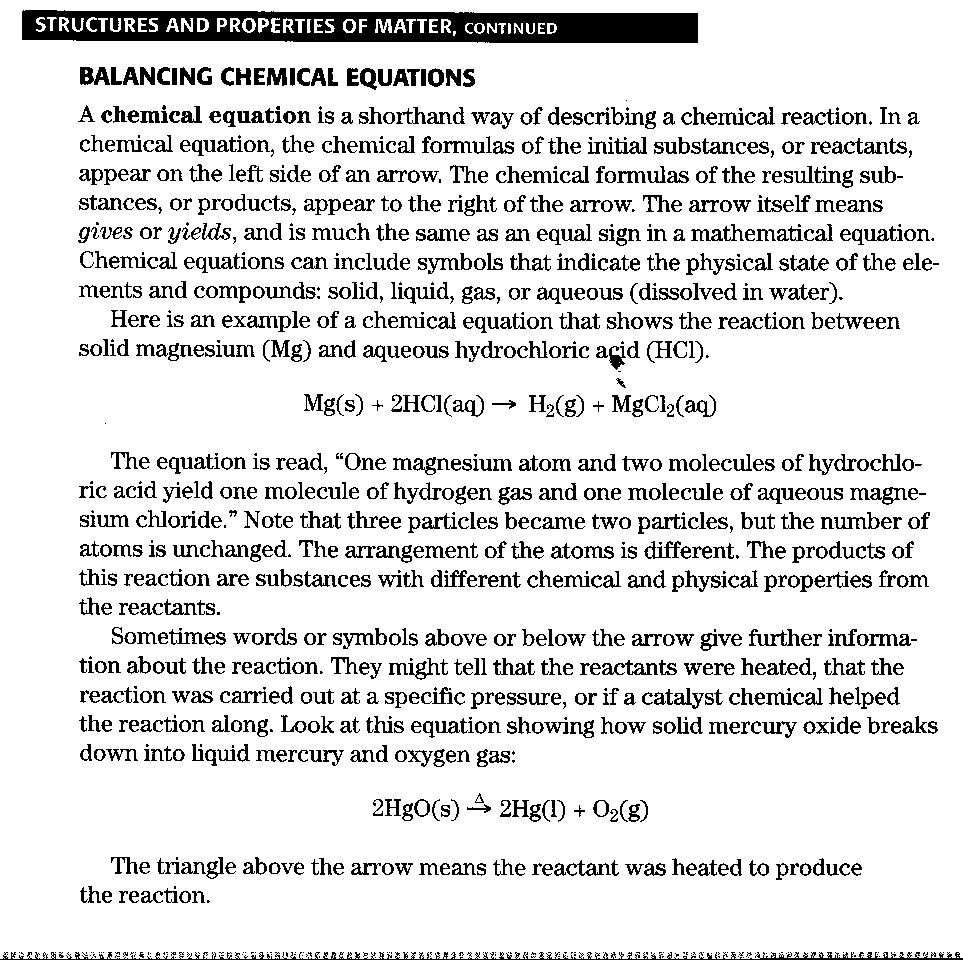 STRUCTURES AND PROPERTIES OF MATTER, CONTINUED
BALANCING CHEMICAL EQUATIONS
A chemical equation is a shorthand way of describing a chemical reaction. In a
chemical equation, the chemical formulas of the initial substances, or reactants,
appear on the left side of an arrow. The chemical formulas of the resulting sub-
stances, or products, appear to the right of the arrow. The arrow itself means
gives or yields, and is much the same as an equal sign in a mathematical equation.
Chemical equations can include symbols that indicate the physical state of the ele-
ments and compounds: solid, liquid, gas, or aqueous (dissolved in water).
Here is an example of a chemical equation that shows the reaction between
solid magnesium (Mg) and aqueous hydrochloric acid (HCl).
Mg(s) + 2HCl(aq) → H₂(g) + MgCl₂(aq)
The equation is read, “One magnesium atom and two molecules of hydrochlo-
ric acid yield one molecule of hydrogen gas and one molecule of aqueous magne-
sium chloride.” Note that three particles became two particles, but the number of
atoms is unchanged. The arrangement of the atoms is different. The products of
this reaction are substances with different chemical and physical properties from
the reactants.
Sometimes words or symbols above or below the arrow give further informa-
tion about the reaction. They might tell that the reactants were heated, that the
reaction was carried out at a specific pressure, or if a catalyst chemical helped
the reaction along. Look at this equation showing how solid mercury oxide breaks
down into liquid mercury and oxygen gas:
2HgO(s) →Δ 2Hg(l) + O₂(g)
The triangle above the arrow means the reactant was heated to produce
the reaction.